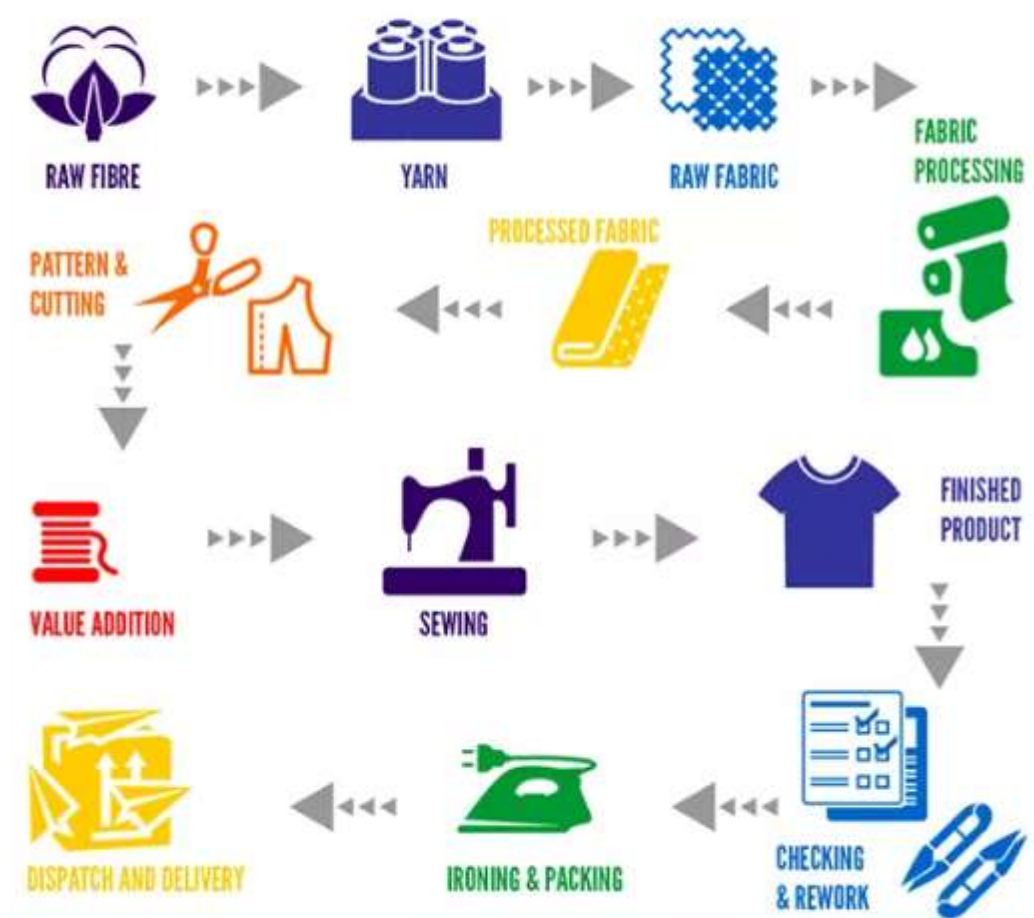 RAW FIBRE
YARN
RAW FABRIC
FABRIC
PROCESSING
PROCESSED FABRIC
PATTERN &
CUTTING
VALUE ADDITION
SEWING
FINISHED
PRODUCT
CHECKING
& REWORK
IRONING & PACKING
DISPATCH AND DELIVERY